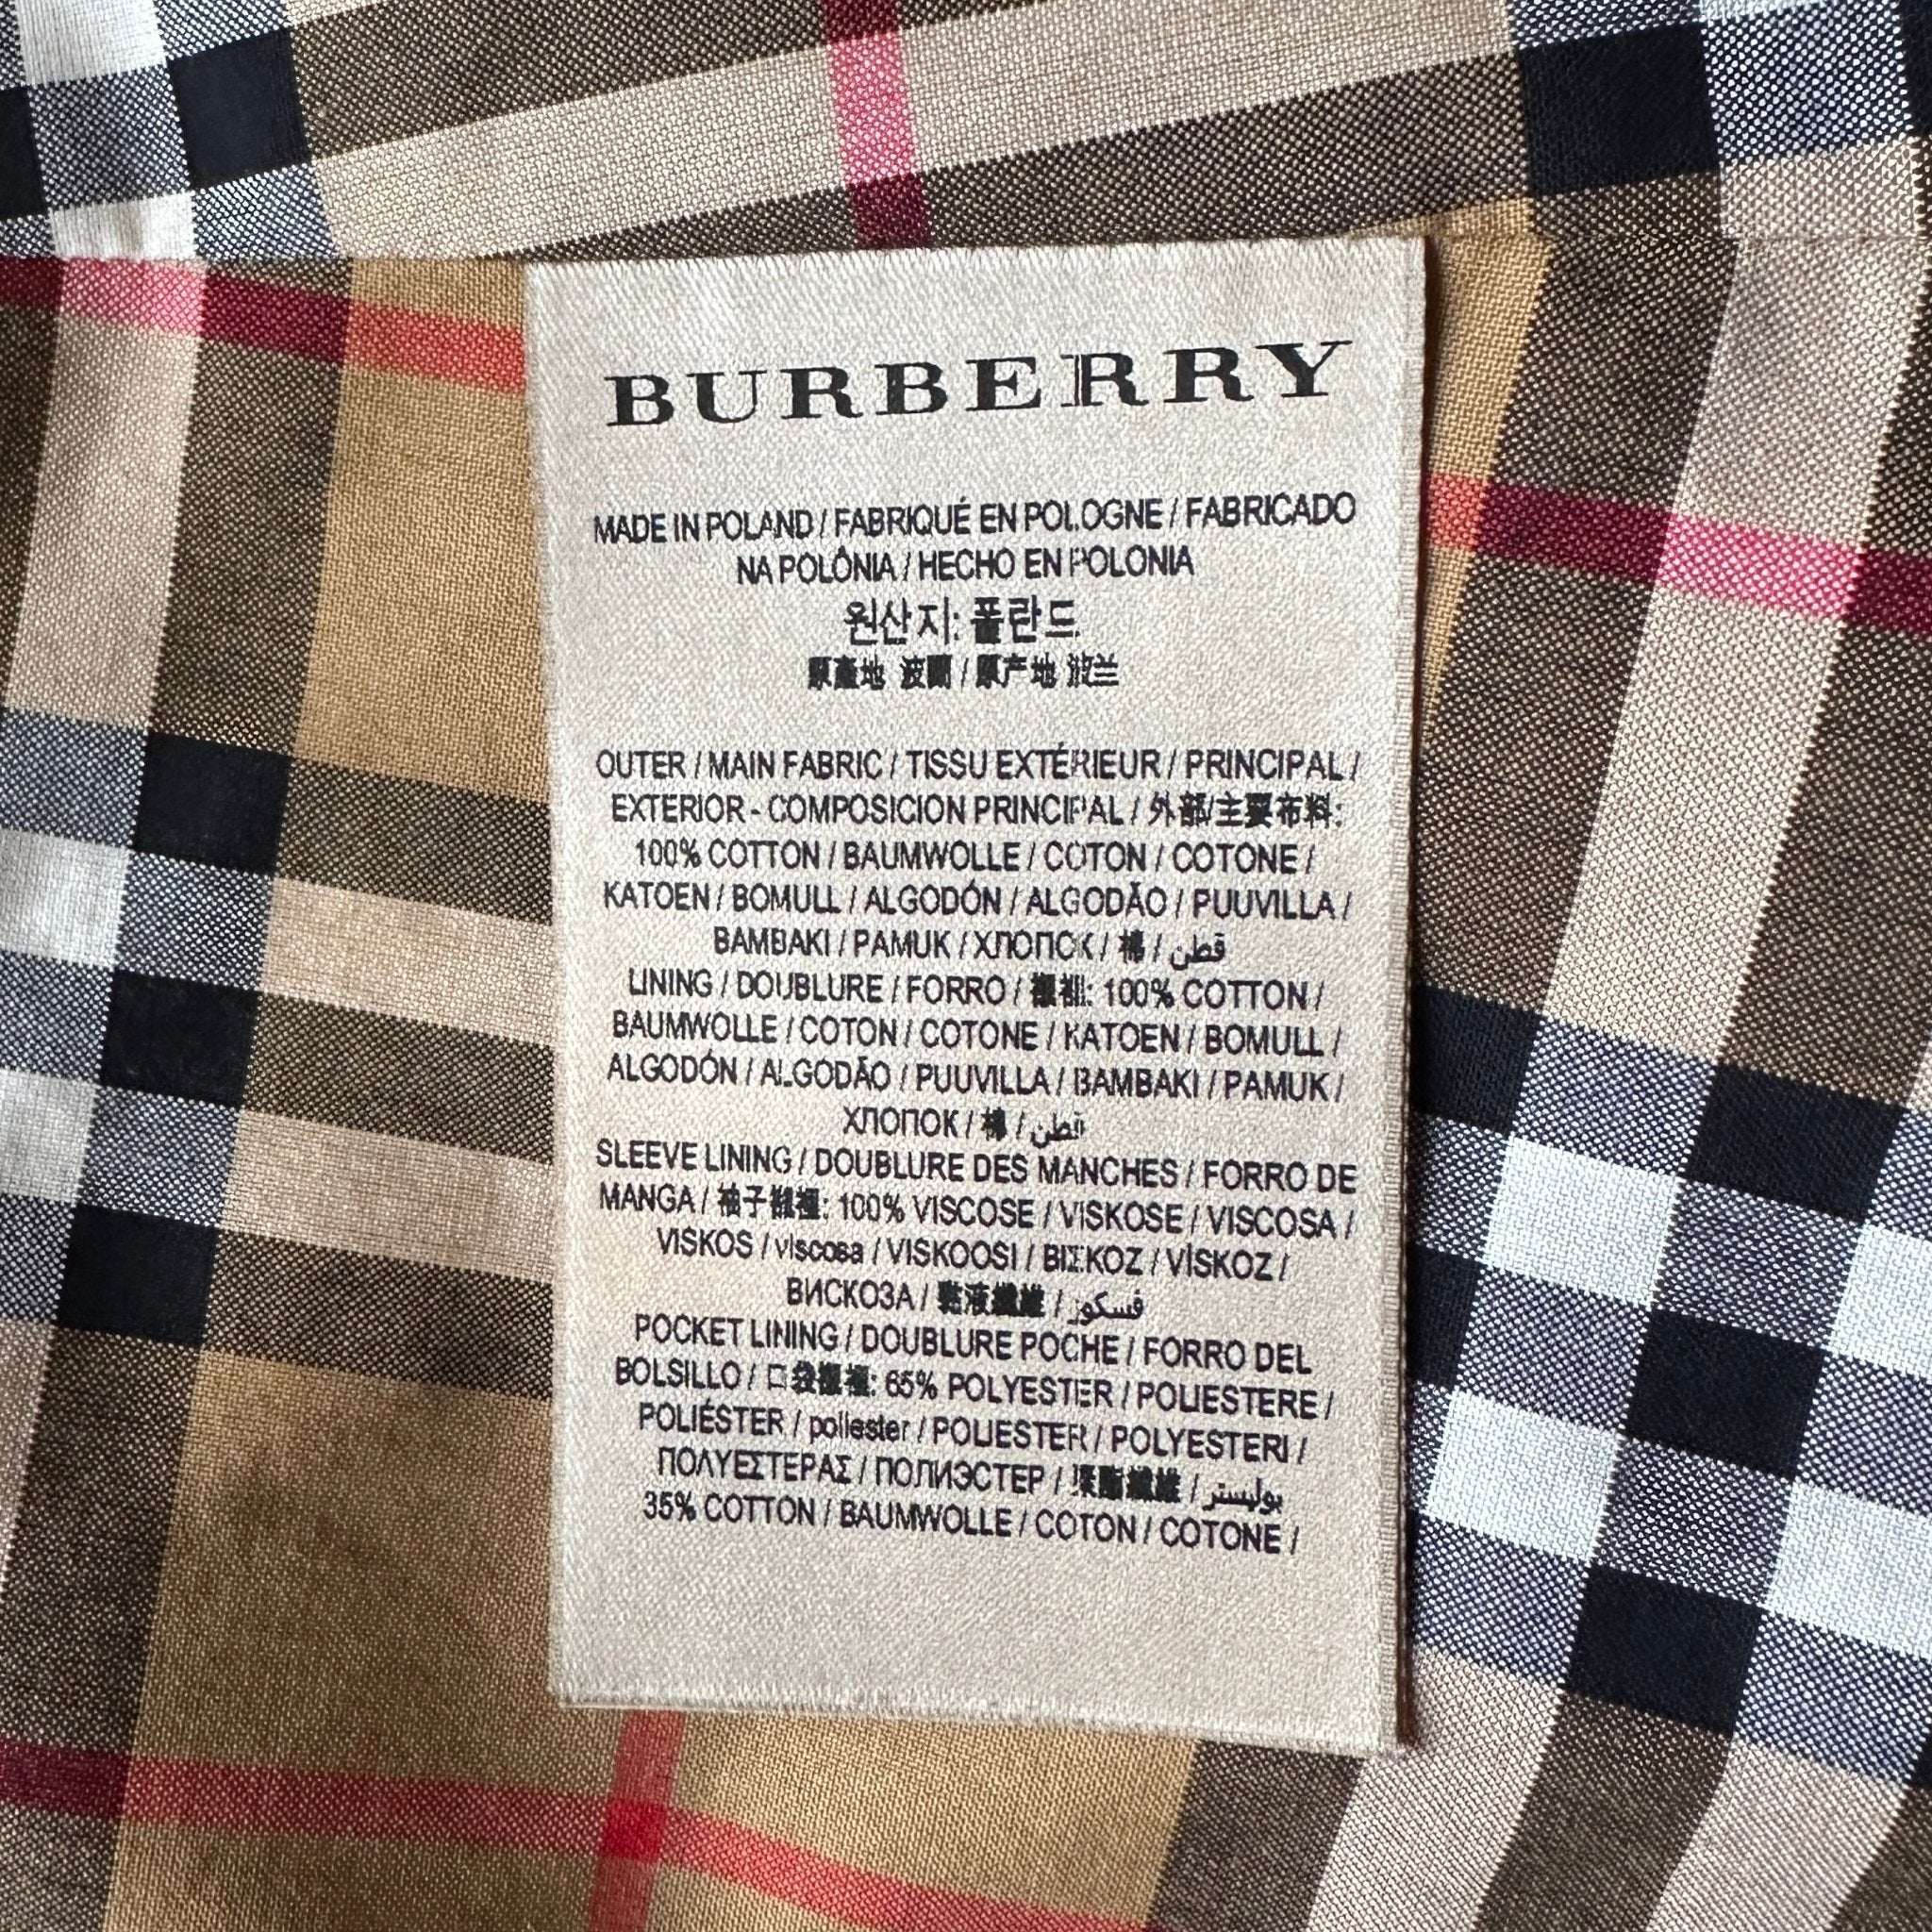 BURBERRY
MADE IN POLAND / FABRIQUÉ EN POLOGNE / FABRICADO
NA POLÔNIA / HECHO EN POLONIA
원산지: 폴란드
原產地 波蘭 / 原产地 波兰
OUTER / MAIN FABRIC / TISSU EXTÉRIEUR / PRINCIPAL /
EXTERIOR - COMPOSICION PRINCIPAL / 外部/主要布料:
100% COTTON / BAUMWOLLE / COTON / COTONE /
KATOEN / BOMULL / ALGODÓN / ALGODÃO / PUUVILLA /
BAMBAKI / PAMUK / ХЛОПОК / 棉 / قطن
LINING / DOUBLURE / FORRO / 襯裡: 100% COTTON /
BAUMWOLLE / COTON / COTONE / KATOEN / BOMULL /
ALGODÓN / ALGODÃO / PUUVILLA / BAMBAKI / PAMUK /
ХЛОПОК / 棉 / قطن
SLEEVE LINING / DOUBLURE DES MANCHES / FORRO DE
MANGA / 袖子襯裡: 100% VISCOSE / VISKOSE / VISCOSA /
VISKOS / viscosa / VISKOOSI / ΒΙΣΚΟΖ / VİSKOZ /
ВИСКОЗА / 黏液纖維 / فسكوز
POCKET LINING / DOUBLURE POCHE / FORRO DEL
BOLSILLO / 口袋襯裡: 65% POLYESTER / POLIESTERE /
POLIÉSTER / poliester / POLIESTER / POLYESTERI /
ΠΟΛΥΕΣΤΕΡΑΣ / ПОЛИЭСТЕР / 聚酯纖維 / بوليستر
35% COTTON / BAUMWOLLE / COTON / COTONE /